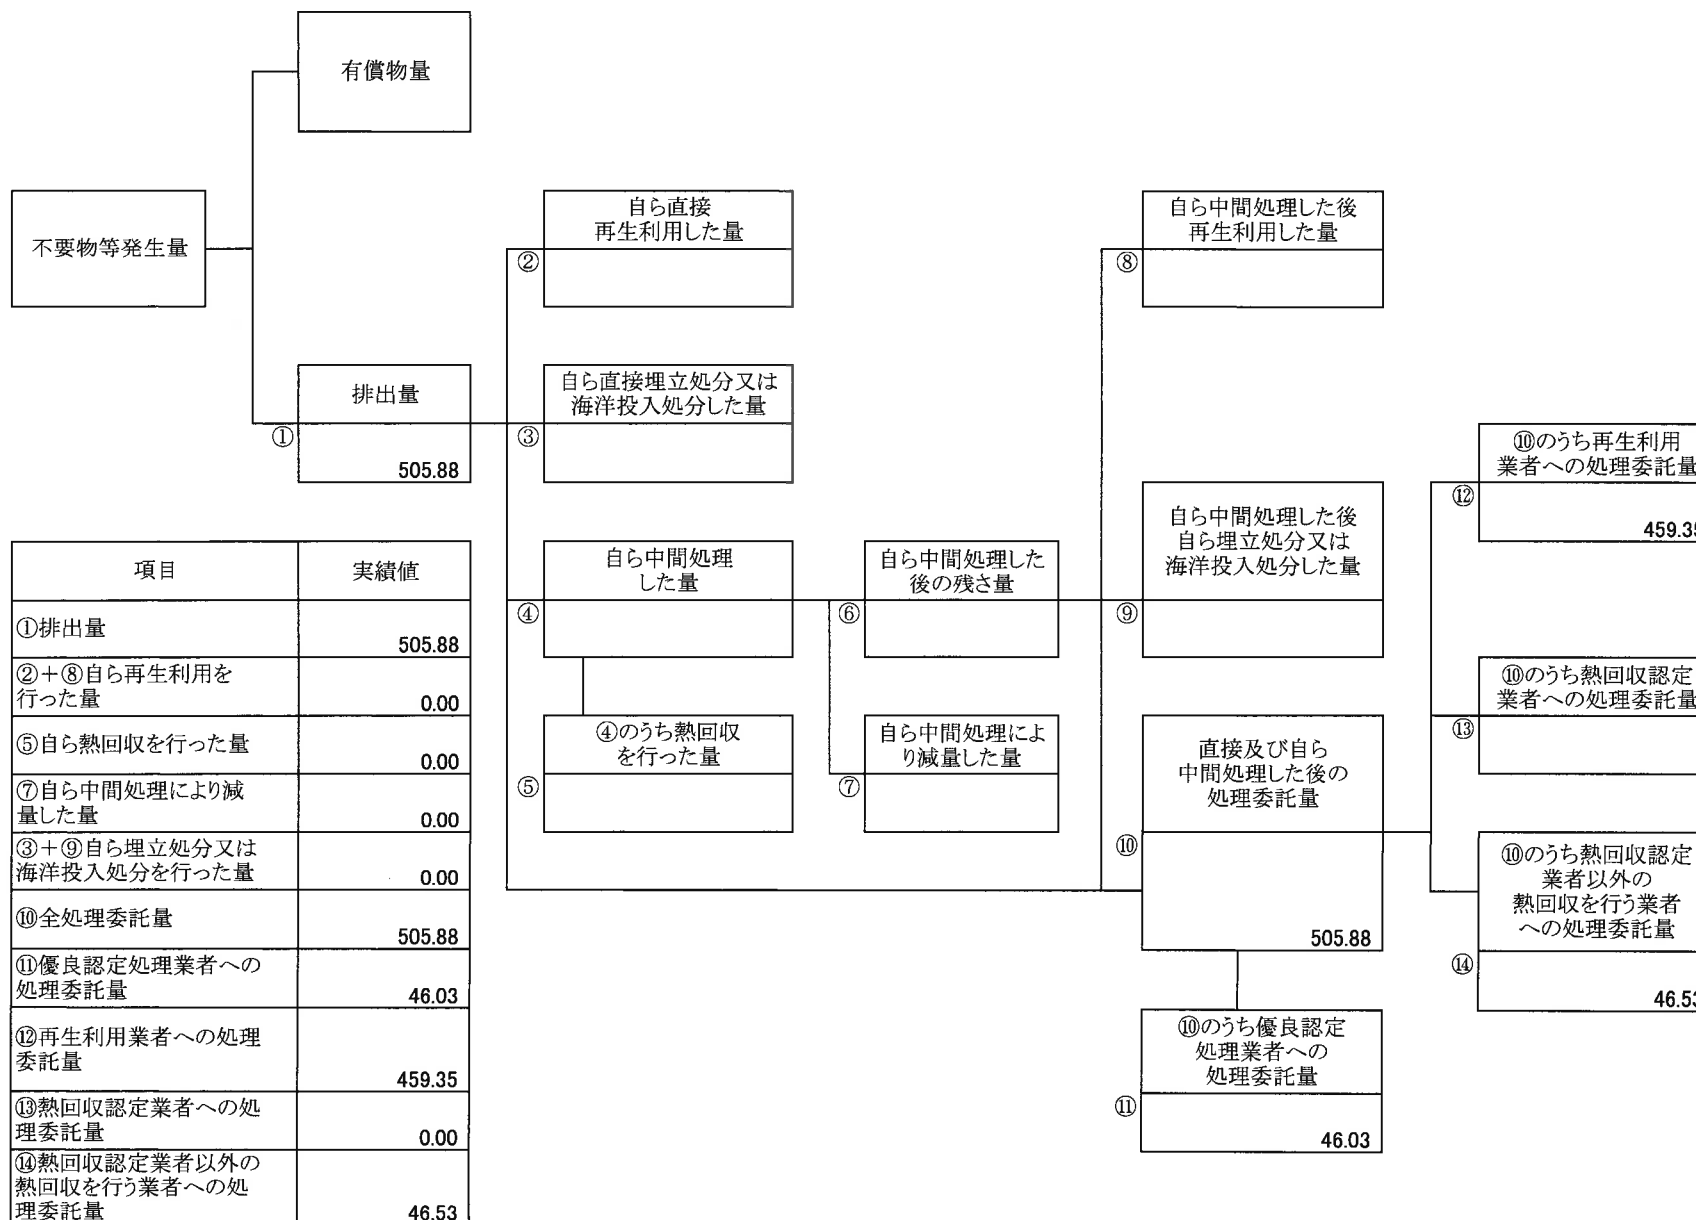 有償物量
不要物等発生量
自ら直接
再生利用した量
②
自ら中間処理した後
再生利用した量
⑧
排出量
①
505.88
自ら直接埋立処分又は
海洋投入処分した量
③
⑩のうち再生利用
業者への処理委託量
⑫
459.35
自ら中間処理
した量
④
自ら中間処理した
後の残さ量
⑥
自ら中間処理した後
自ら埋立処分又は
海洋投入処分した量
⑨
⑩のうち熱回収認定
業者への処理委託量
⑬
④のうち熱回収
を行った量
⑤
自ら中間処理によ
り減量した量
⑦
直接及び自ら
中間処理した後の
処理委託量
⑩
505.88
⑩のうち熱回収認定
業者以外の
熱回収を行う業者
への処理委託量
⑭
46.53
⑩のうち優良認定
処理業者への
処理委託量
⑪
46.03
項目
実績値
①排出量
505.88
②+⑧自ら再生利用を
行った量
0.00
⑤自ら熱回収を行った量
0.00
⑦自ら中間処理により減
量した量
0.00
③+⑨自ら埋立処分又は
海洋投入処分を行った量
0.00
⑩全処理委託量
505.88
⑪優良認定処理業者への
処理委託量
46.03
⑫再生利用業者への処理
委託量
459.35
⑬熱回収認定業者への処
理委託量
0.00
⑭熱回収認定業者以外の
熱回収を行う業者への処
理委託量
46.53